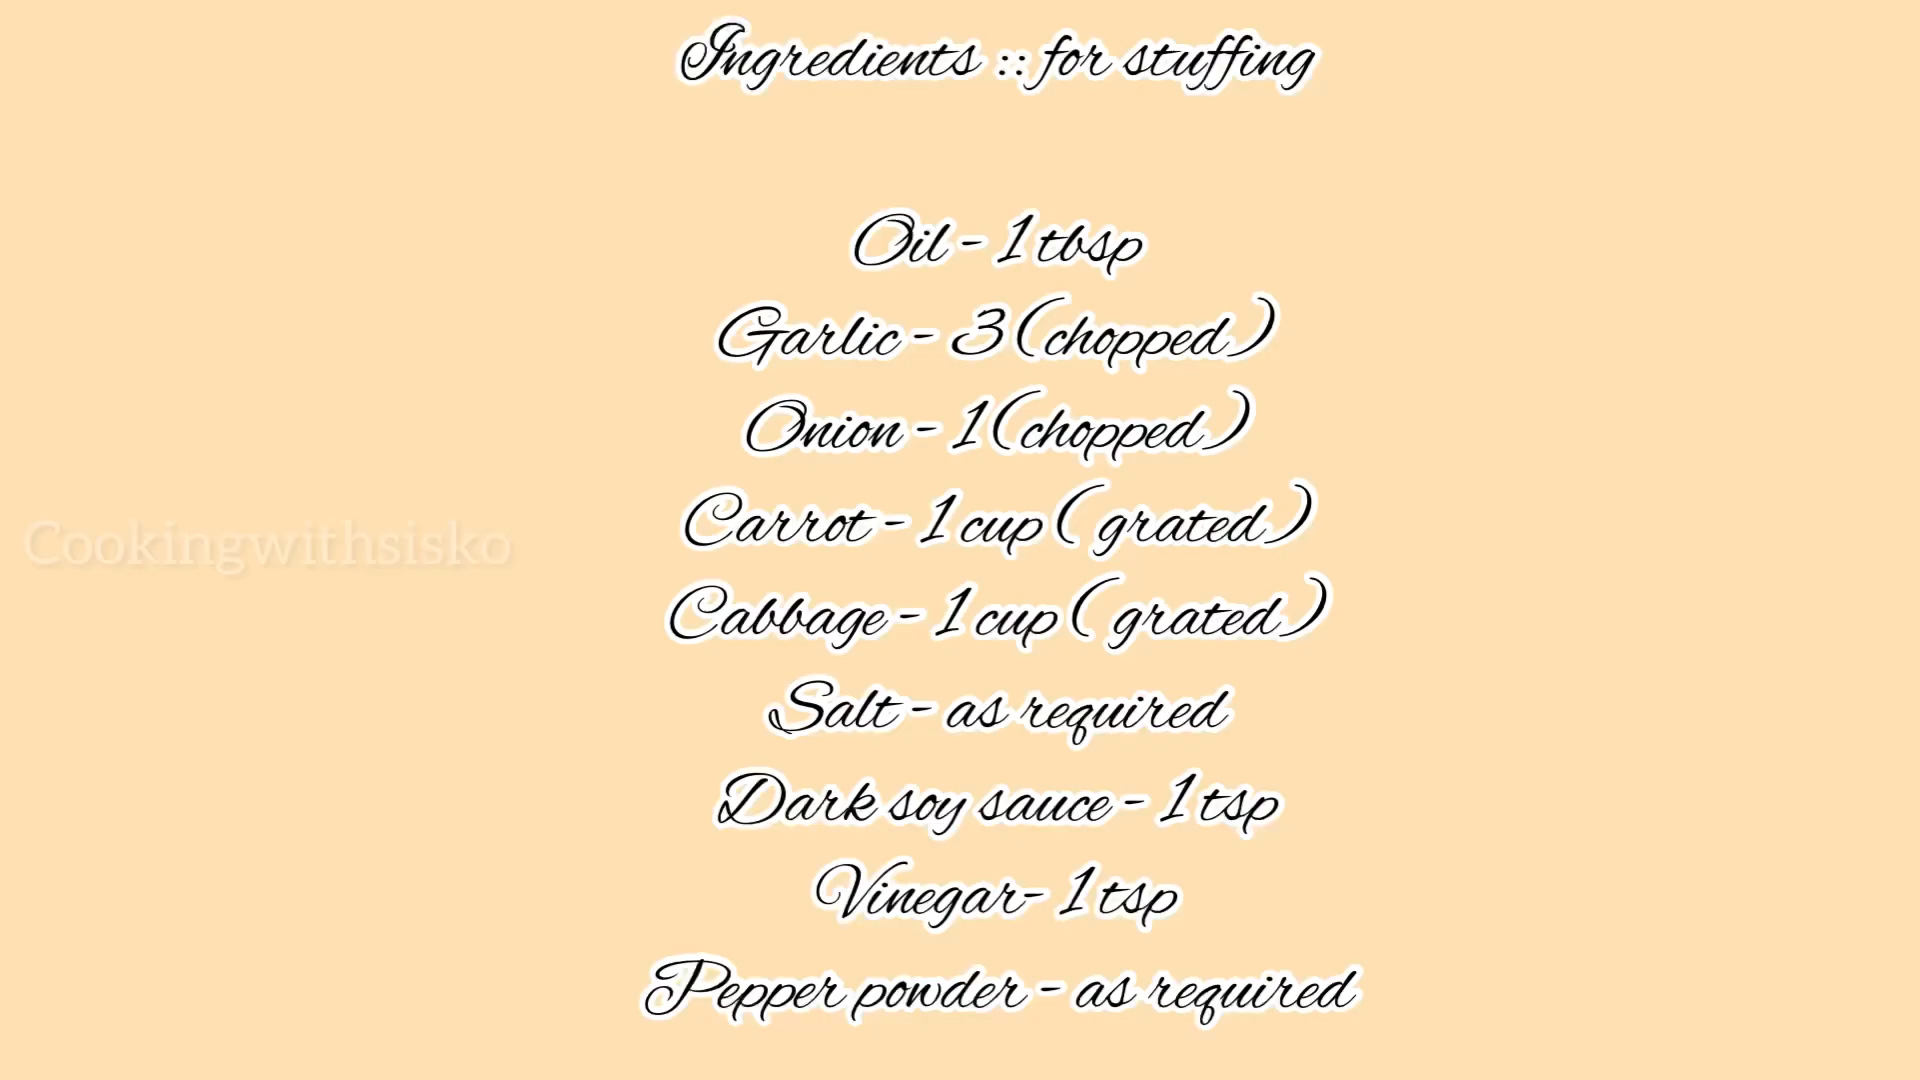 Ingredients :: for stuffing
Oil - 1 tbsp
Garlic - 3 (chopped)
Onion - 1 (chopped)
Carrot - 1 cup ( grated)
Cookingwithsisko
Cabbage - 1 cup ( grated)
Salt - as required
Dark soy sauce - 1 tsp
Vinegar- 1 tsp
Pepper powder - as required